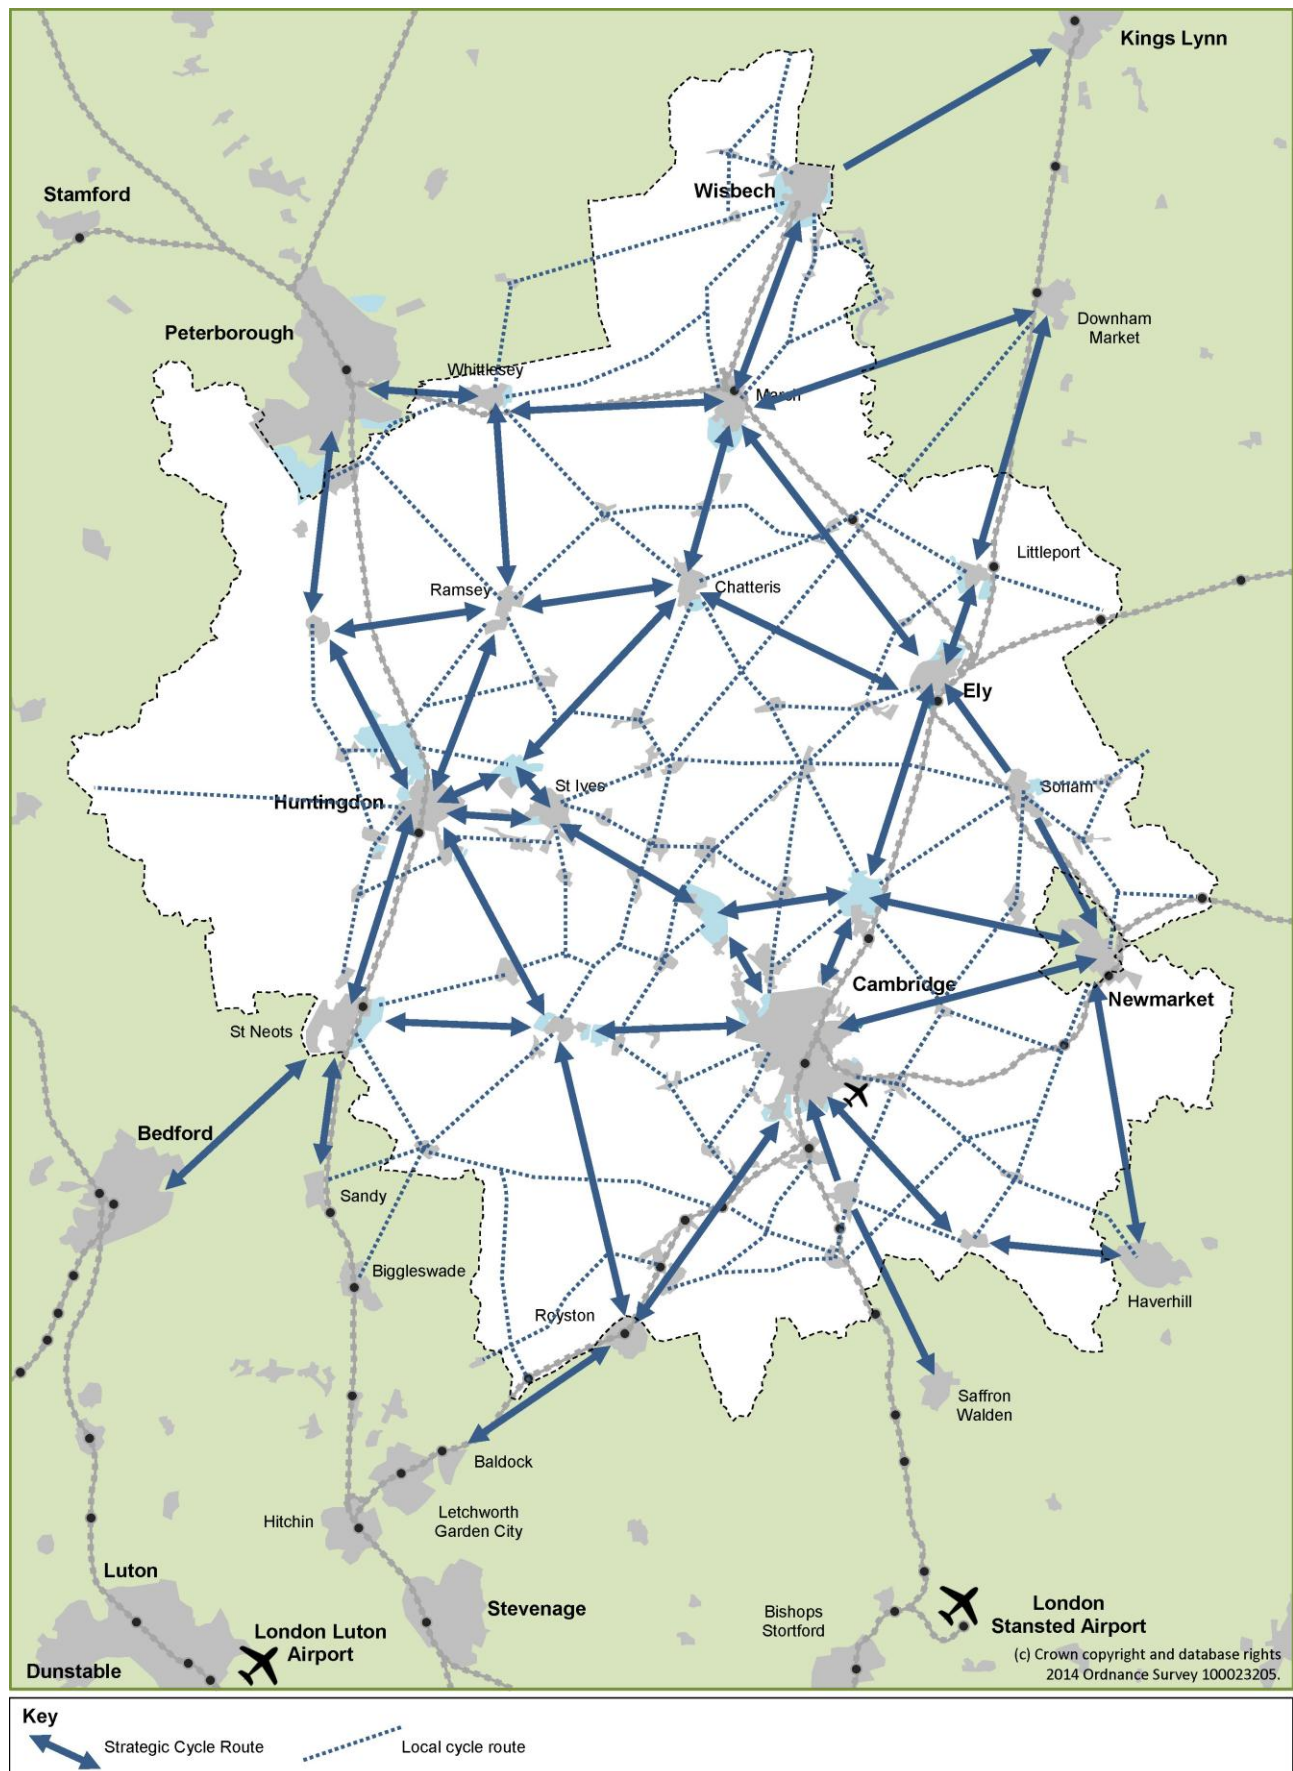 Kings Lynn
Stamford
Wisbech
Peterborough
Downham
Market
Whittlesey
March
Littleport
Ramsey
Chatteris
Ely
St Ives
Soham
Huntingdon
Cambridge
Newmarket
St Neots
Bedford
Sandy
Biggleswade
Haverhill
Royston
Saffron
Walden
Baldock
Hitchin
Letchworth
Garden City
Luton
Stevenage
Bishops
Stortford
London
Stansted Airport
London Luton
Airport
Dunstable
(c) Crown copyright and database rights
2014 Ordnance Survey 100023205.
Key
Strategic Cycle Route
Local cycle route